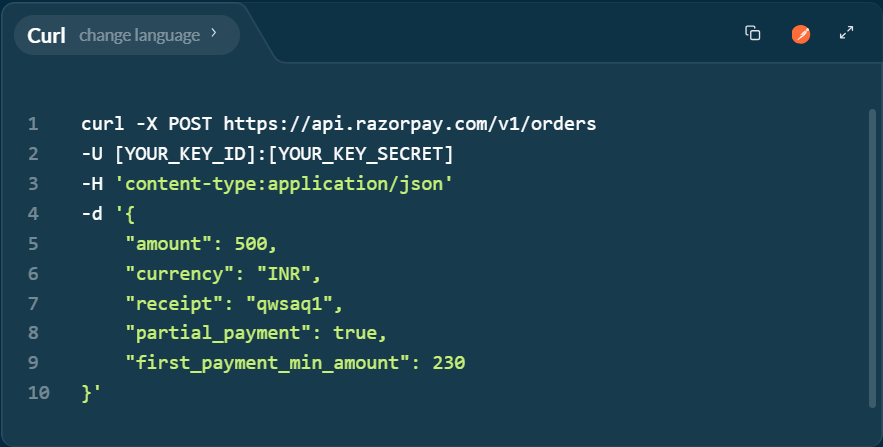 Curl change language >
1 curl -X POST https://api.razorpay.com/v1/orders
2 -U [YOUR_KEY_ID]:[YOUR_KEY_SECRET]
3 -H 'content-type:application/json'
4 -d '{
5     "amount": 500,
6     "currency": "INR",
7     "receipt": "qwsaq1",
8     "partial_payment": true,
9     "first_payment_min_amount": 230
10 }'